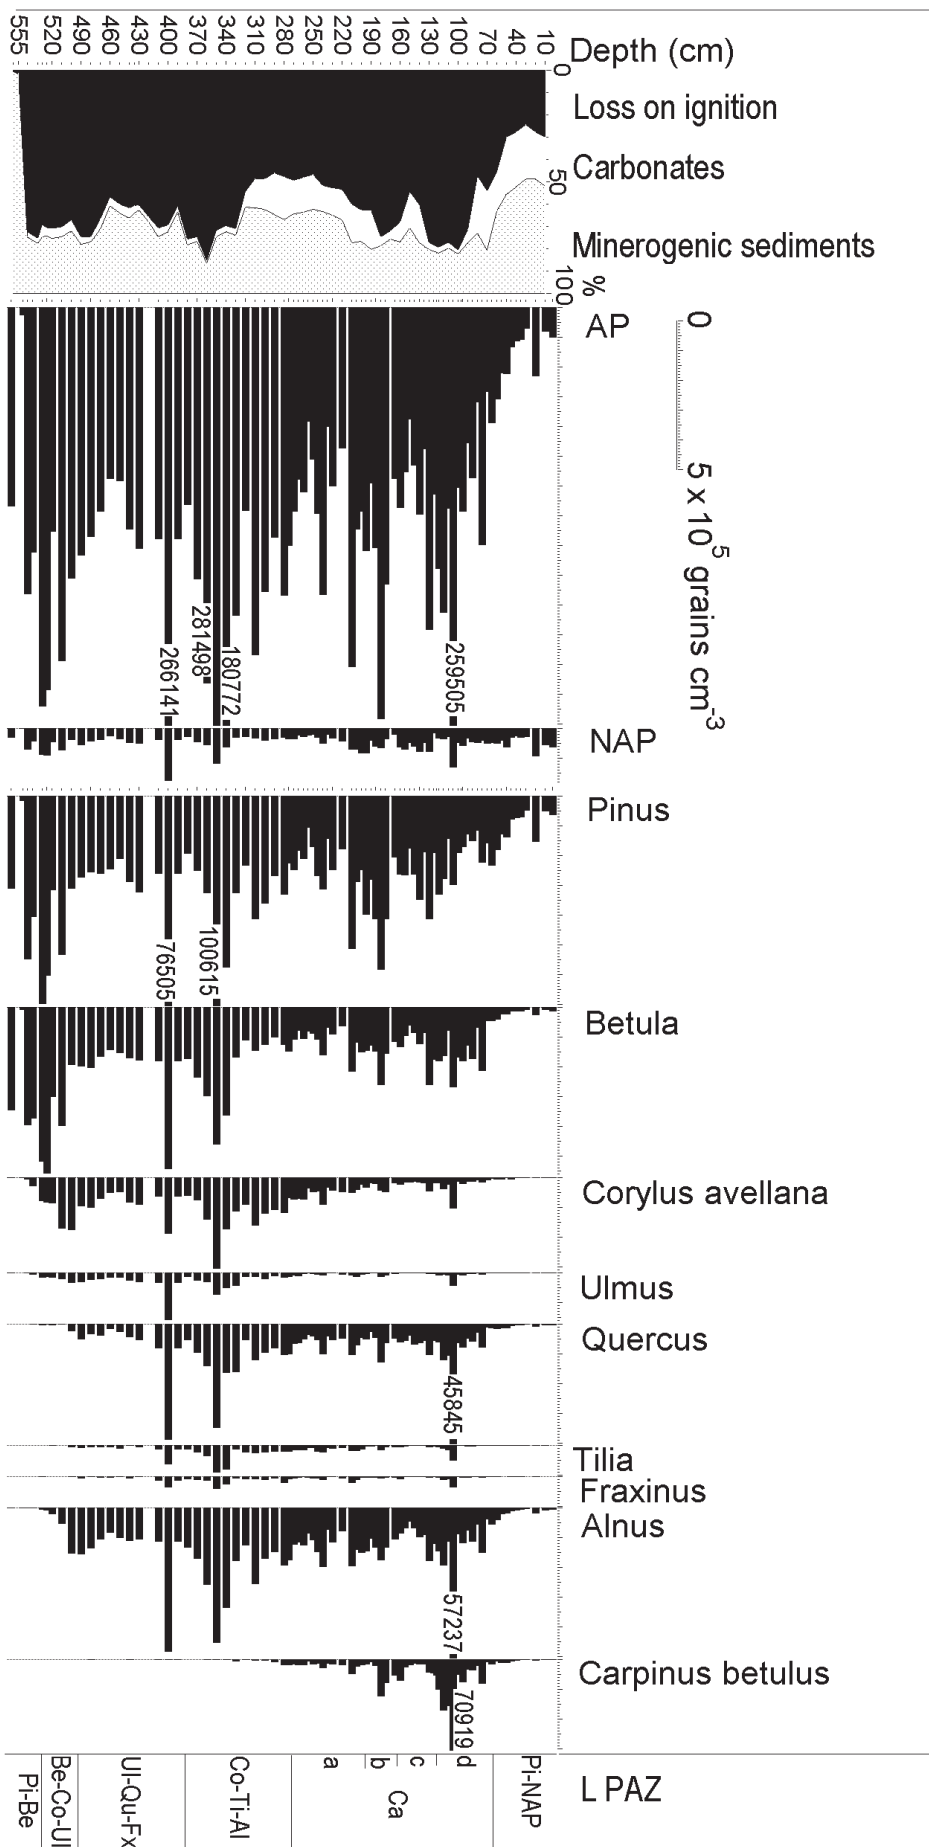 Depth (cm)
10
40
70
100
130
160
190
220
250
280
310
340
370
400
430
460
490
520
555
Loss on ignition
Carbonates
Minerogenic sediments
0
50
100
%
AP
0
5 x 10⁵ grains cm⁻³
259505
180772
281498
266141
NAP
Pinus
100615
76505
Betula
Corylus avellana
Ulmus
Quercus
45845
Tilia
Fraxinus
Alnus
57237
Carpinus betulus
70919
L PAZ
Pi-NAP
d
c
b
a
Ca
Co-Ti-Al
Ul-Qu-Fx
Be-Co-Ul
Pi-Be